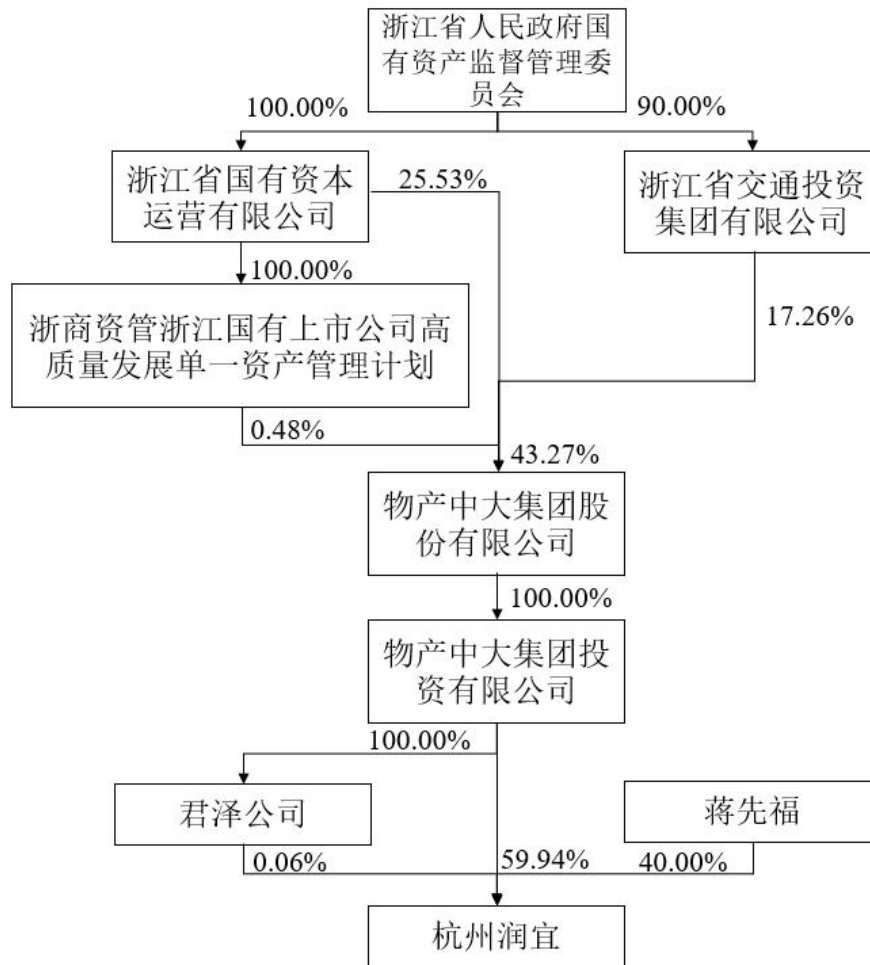 浙江省人民政府国
有资产监督管理委
员会
100.00%
90.00%
浙江省国有资本
运营有限公司
25.53%
浙江省交通投资
集团有限公司
100.00%
浙商资管浙江国有上市公司高
质量发展单一资产管理计划
17.26%
0.48%
43.27%
物产中大集团股
份有限公司
100.00%
物产中大集团投
资有限公司
100.00%
君泽公司
蒋先福
0.06%
59.94%
40.00%
杭州润宜